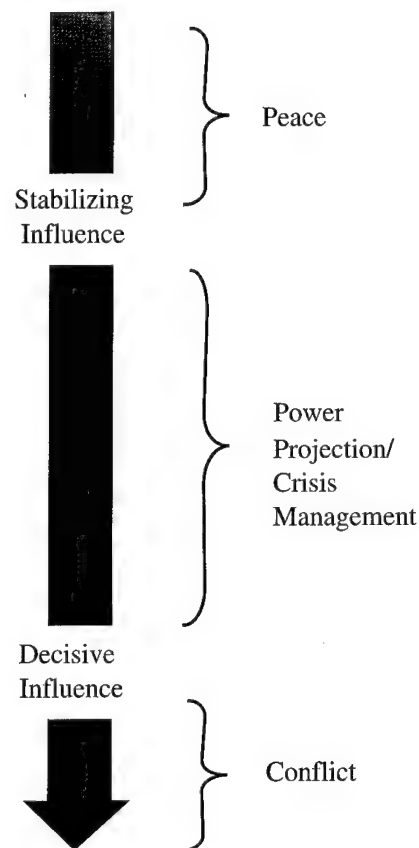 Peace
Stabilizing
Influence
Power
Projection/
Crisis
Management
Decisive
Influence
Conflict